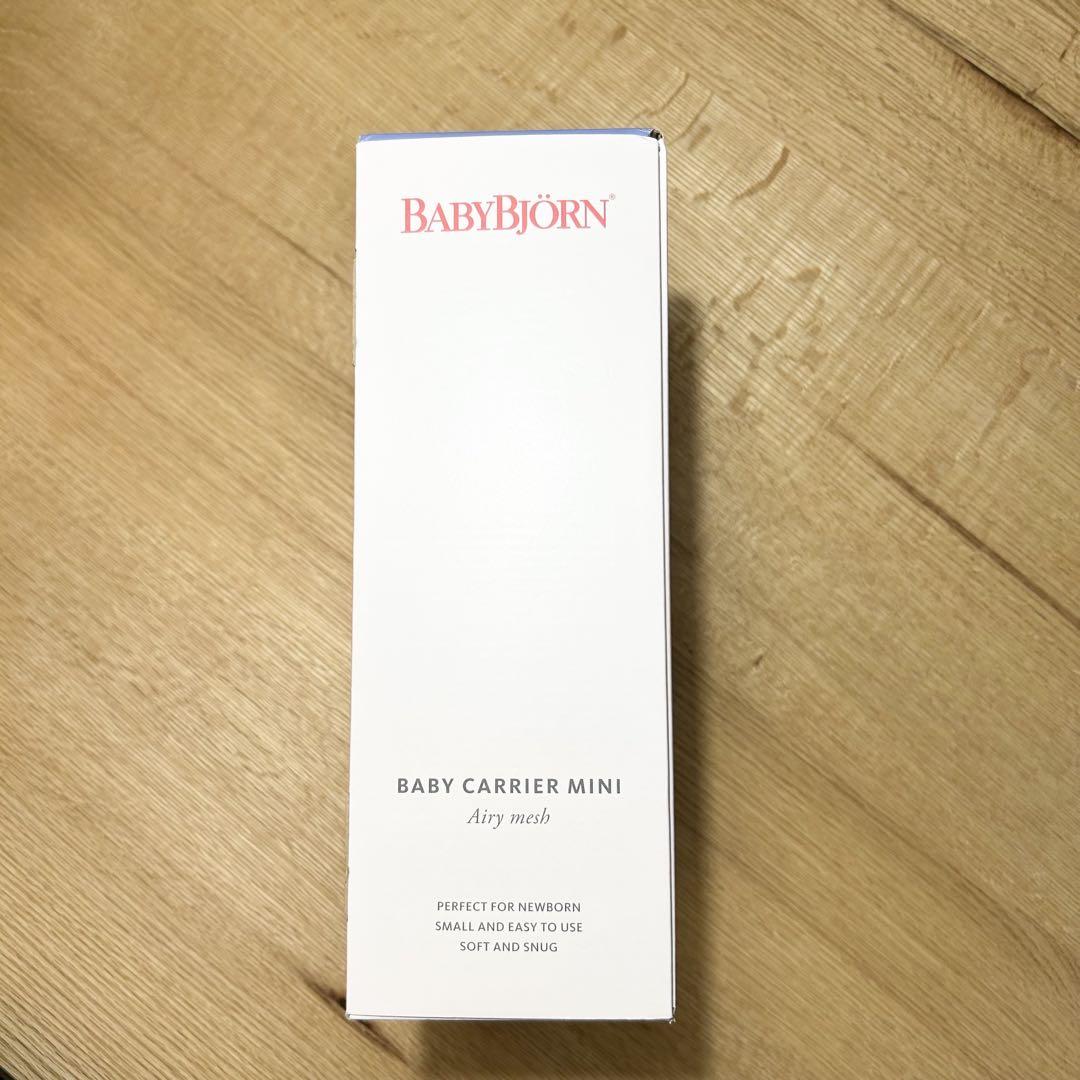 BABYBJÖRN®
BABY CARRIER MINI
Airy mesh
PERFECT FOR NEWBORN
SMALL AND EASY TO USE
SOFT AND SNUG